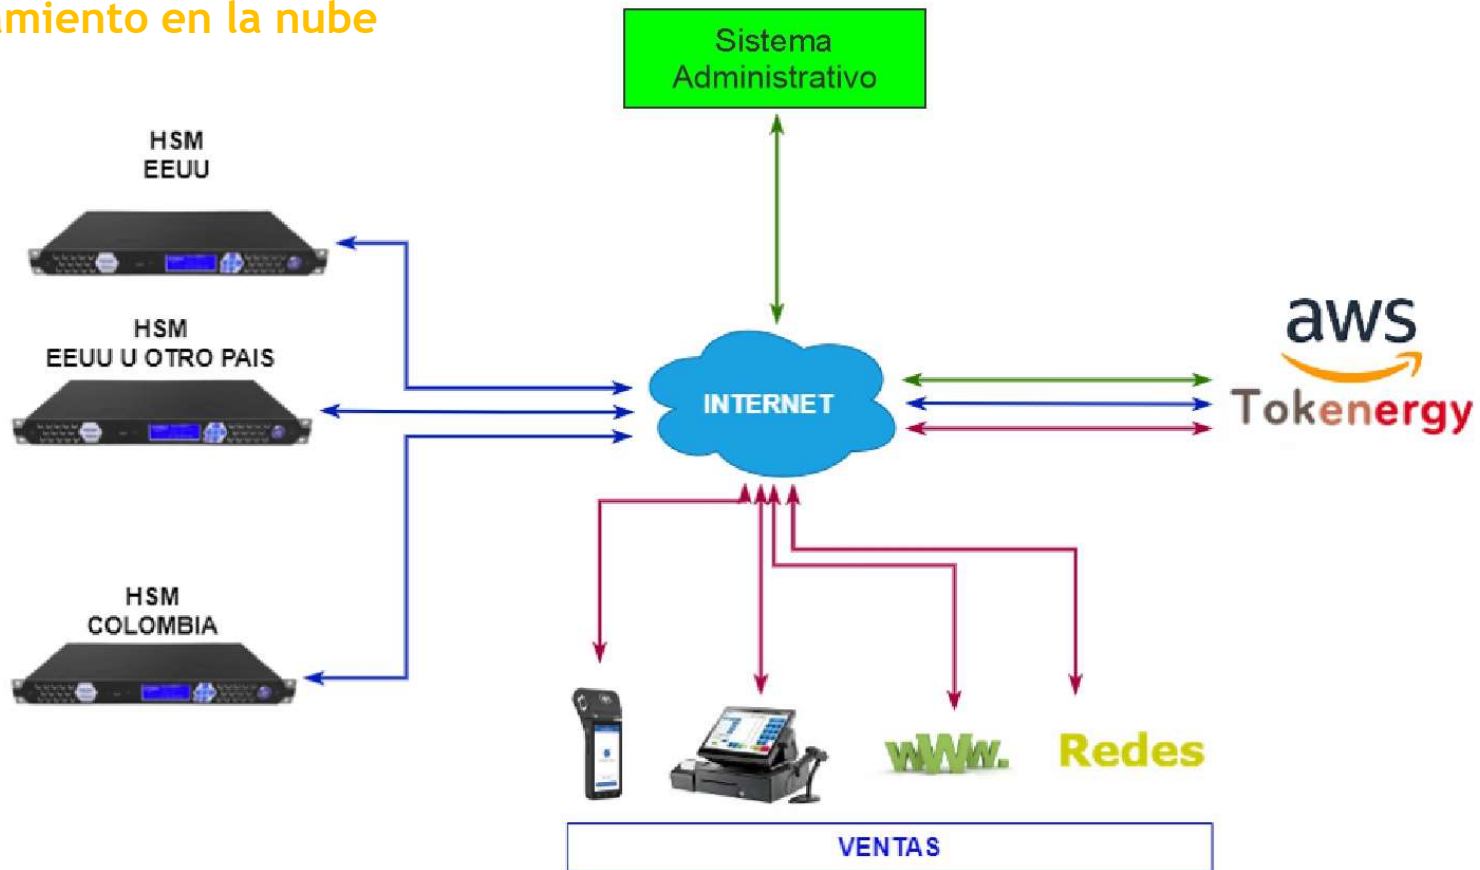 amiento en la nube
Sistema
Administrativo
HSM
EEUU
HSM
EEUU U OTRO PAIS
INTERNET
aws
Tokenergy
HSM
COLOMBIA
wWw.
Redes
VENTAS